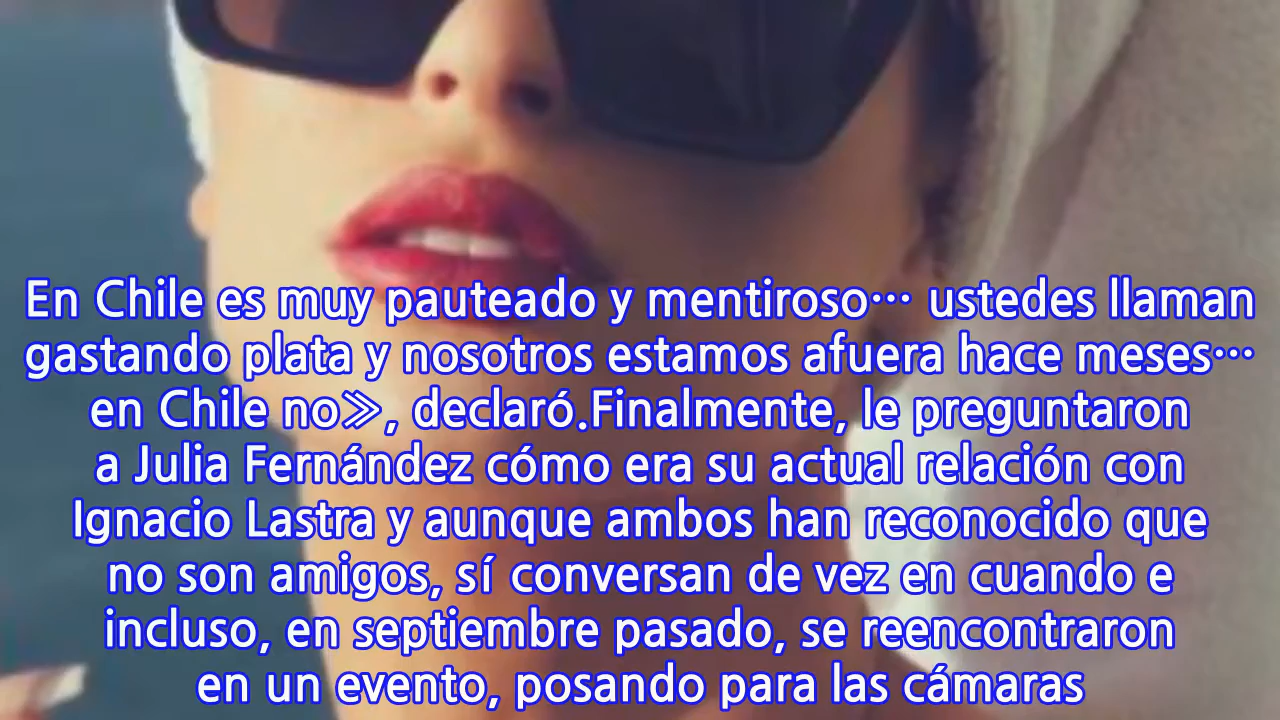 En Chile es muy pauteado y mentiroso… ustedes llaman
gastando plata y nosotros estamos afuera hace meses…
en Chile no», declaró.Finalmente, le preguntaron
a Julia Fernández cómo era su actual relación con
Ignacio Lastra y aunque ambos han reconocido que
no son amigos, sí conversan de vez en cuando e
incluso, en septiembre pasado, se reencontraron
en un evento, posando para las cámaras